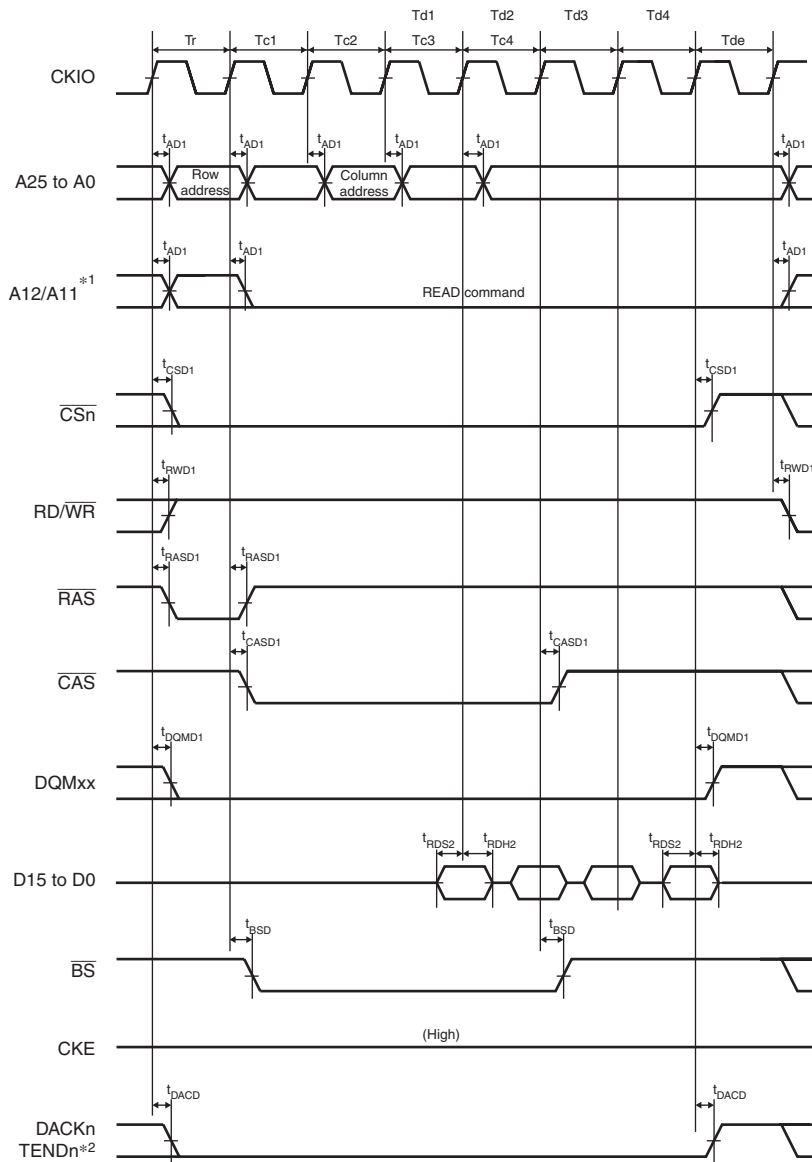 Td1 Td2 Td3 Td4
Tr Tc1 Tc2 Tc3 Tc4 Tde
CKIO
tAD1 tAD1 tAD1 tAD1 tAD1 tAD1
A25 to A0
Row address
Column address
tAD1 tAD1 tAD1
A12/A11*1
READ command
tCSD1 tCSD1
CSn
tRWD1 tRWD1
RD/WR
tRASD1 tRASD1
RAS
tCASD1 tCASD1
CAS
tDQMD1 tDQMD1
DQMxx
tRDS2 tRDH2 tRDS2 tRDH2
D15 to D0
tBSD tBSD
BS
(High)
CKE
tDACD tDACD
DACKn
TENDn*2